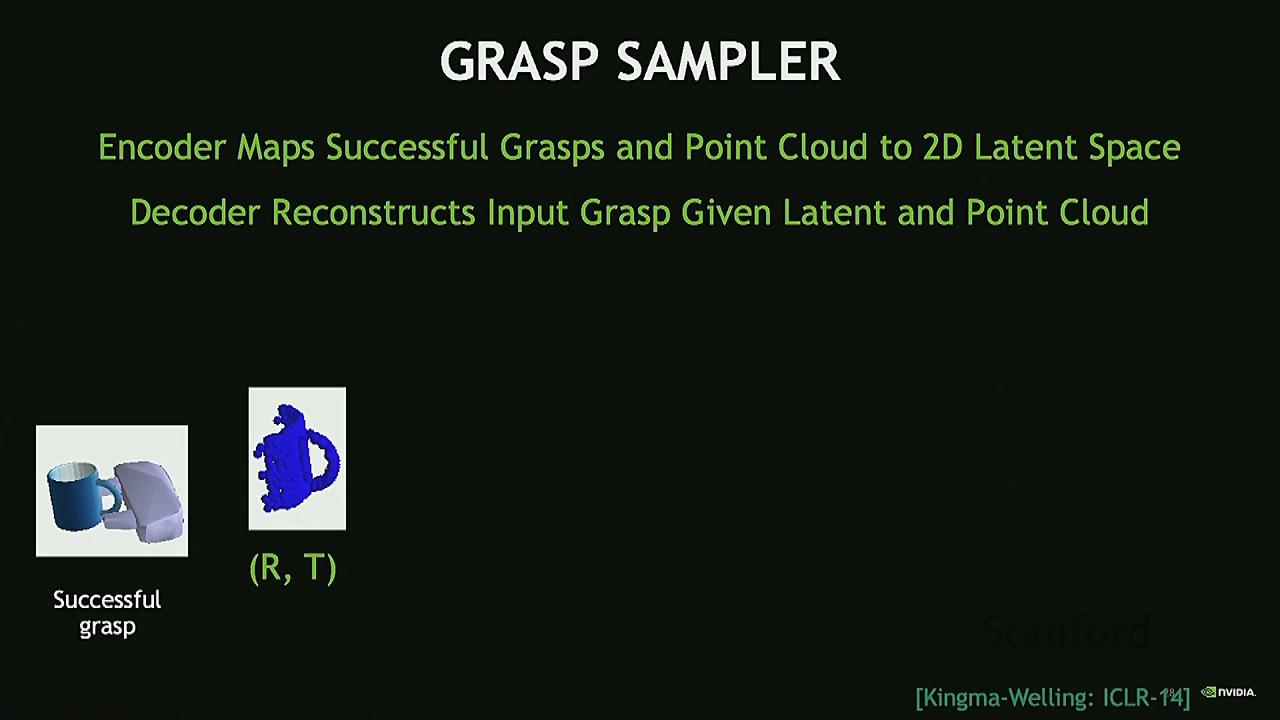 GRASP SAMPLER
Encoder Maps Successful Grasps and Point Cloud to 2D Latent Space
Decoder Reconstructs Input Grasp Given Latent and Point Cloud
(R, T)
Successful
grasp
Stanford
[Kingma-Welling: ICLR-14]
NVIDIA.